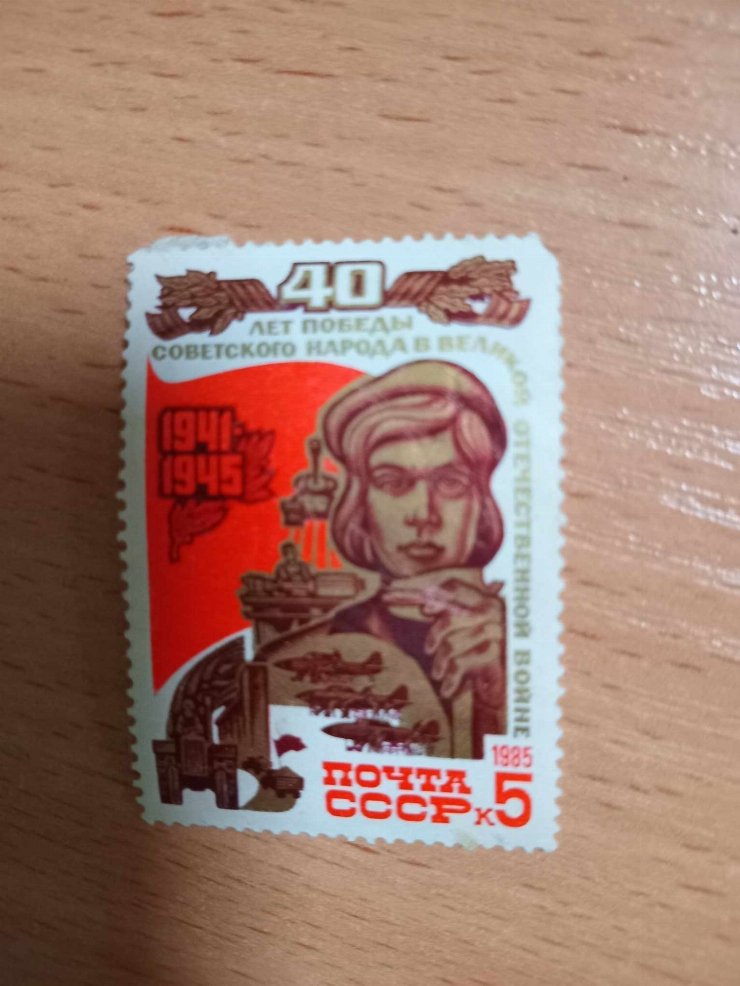 40
ЛЕТ ПОБЕДЫ
СОВЕТСКОГО НАРОДА В ВЕЛИКОЙ ОТЕЧЕСТВЕННОЙ ВОЙНЕ
1941
1945
1985
ПОЧТА
СССР к5